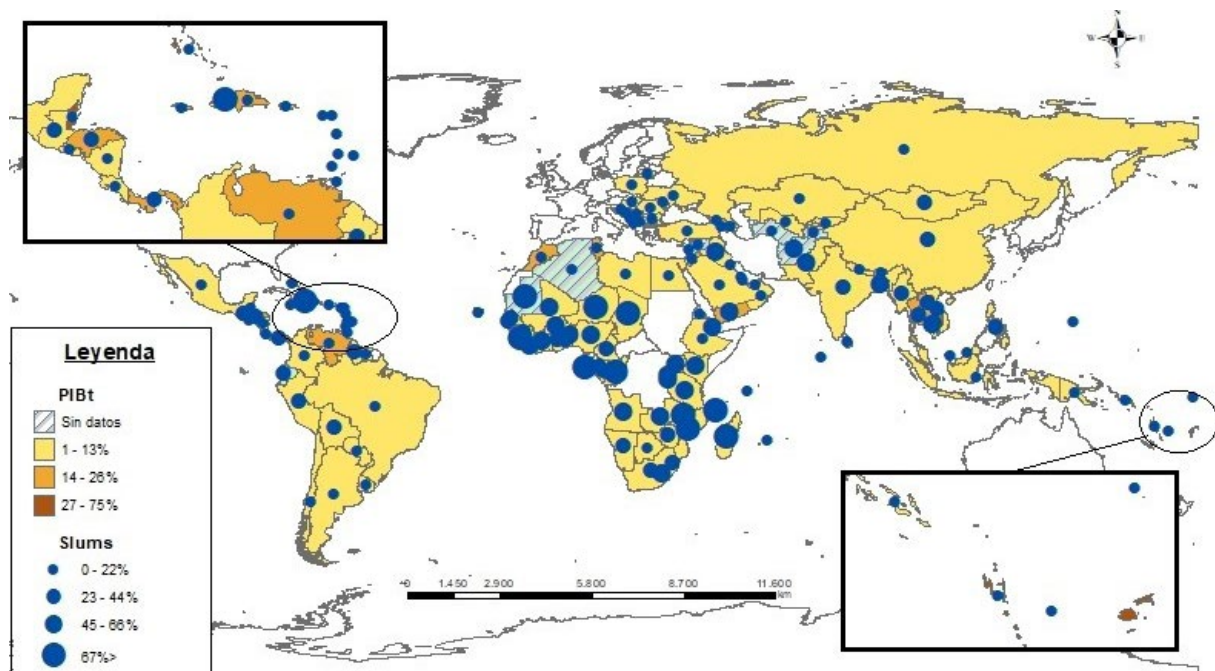 N
W E
S
Leyenda
PIBt
Sin datos
1 - 13%
14 - 26%
27 - 75%
Slums
0 - 22%
23 - 44%
45 - 66%
67%>
0 1.450 2.900 5.800 8.700 11.600
km